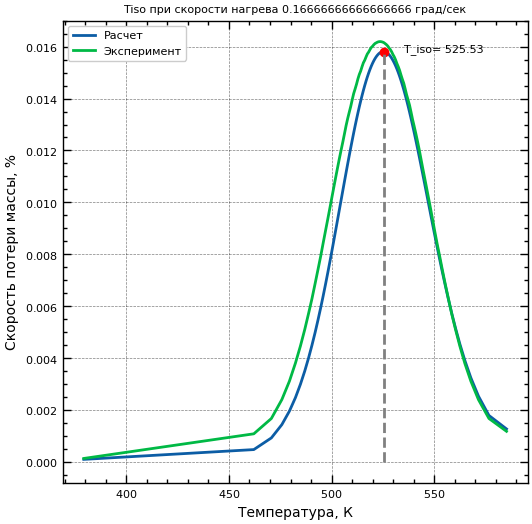 Tiso при скорости нагрева 0.16666666666666666 град/сек
Расчет
Эксперимент
T_iso= 525.53
0.016
0.014
0.012
0.010
0.008
0.006
0.004
0.002
0.000
Скорость потери массы, %
400
450
500
550
Температура, К